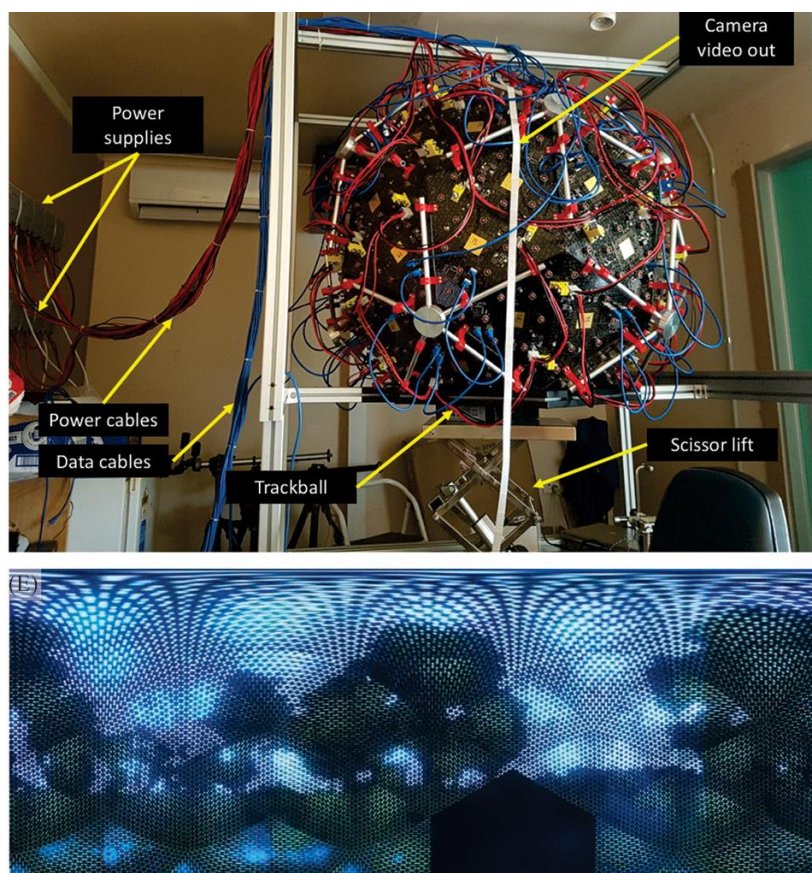 Camera
video out
Power
supplies
Power cables
Data cables
Trackball
Scissor lift
(E)